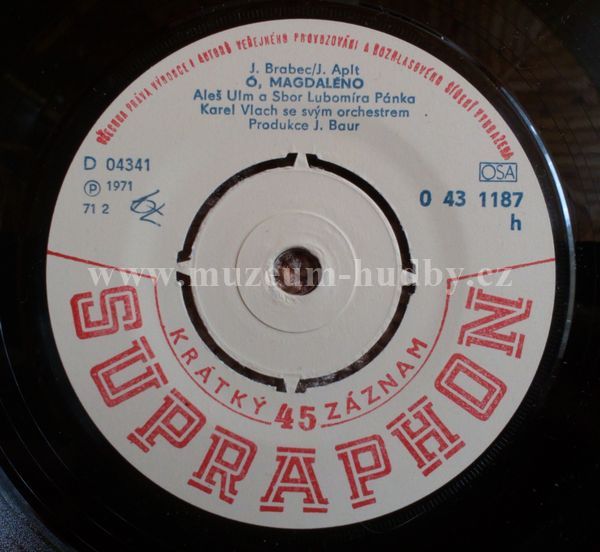 VŠECHNA PRÁVA VÝROBCE I AUTORŮ VEŘEJNÉHO PROVOZOVÁNÍ A ROZHLASOVÉHO ŠÍŘENÍ VYHRAZENA
J. Brabec/J. Aplt
Ó, MAGDALÉNO
Aleš Ulm a Sbor Lubomíra Pánka
Karel Vlach se svým orchestrem
Produkce J. Baur
D 04341
Ⓟ 1971
71 2
OSA
0 43 1187
h
www.muzeum-hudby.cz
KRÁTKÝ 45 ZÁZNAM
SUPRAPHON